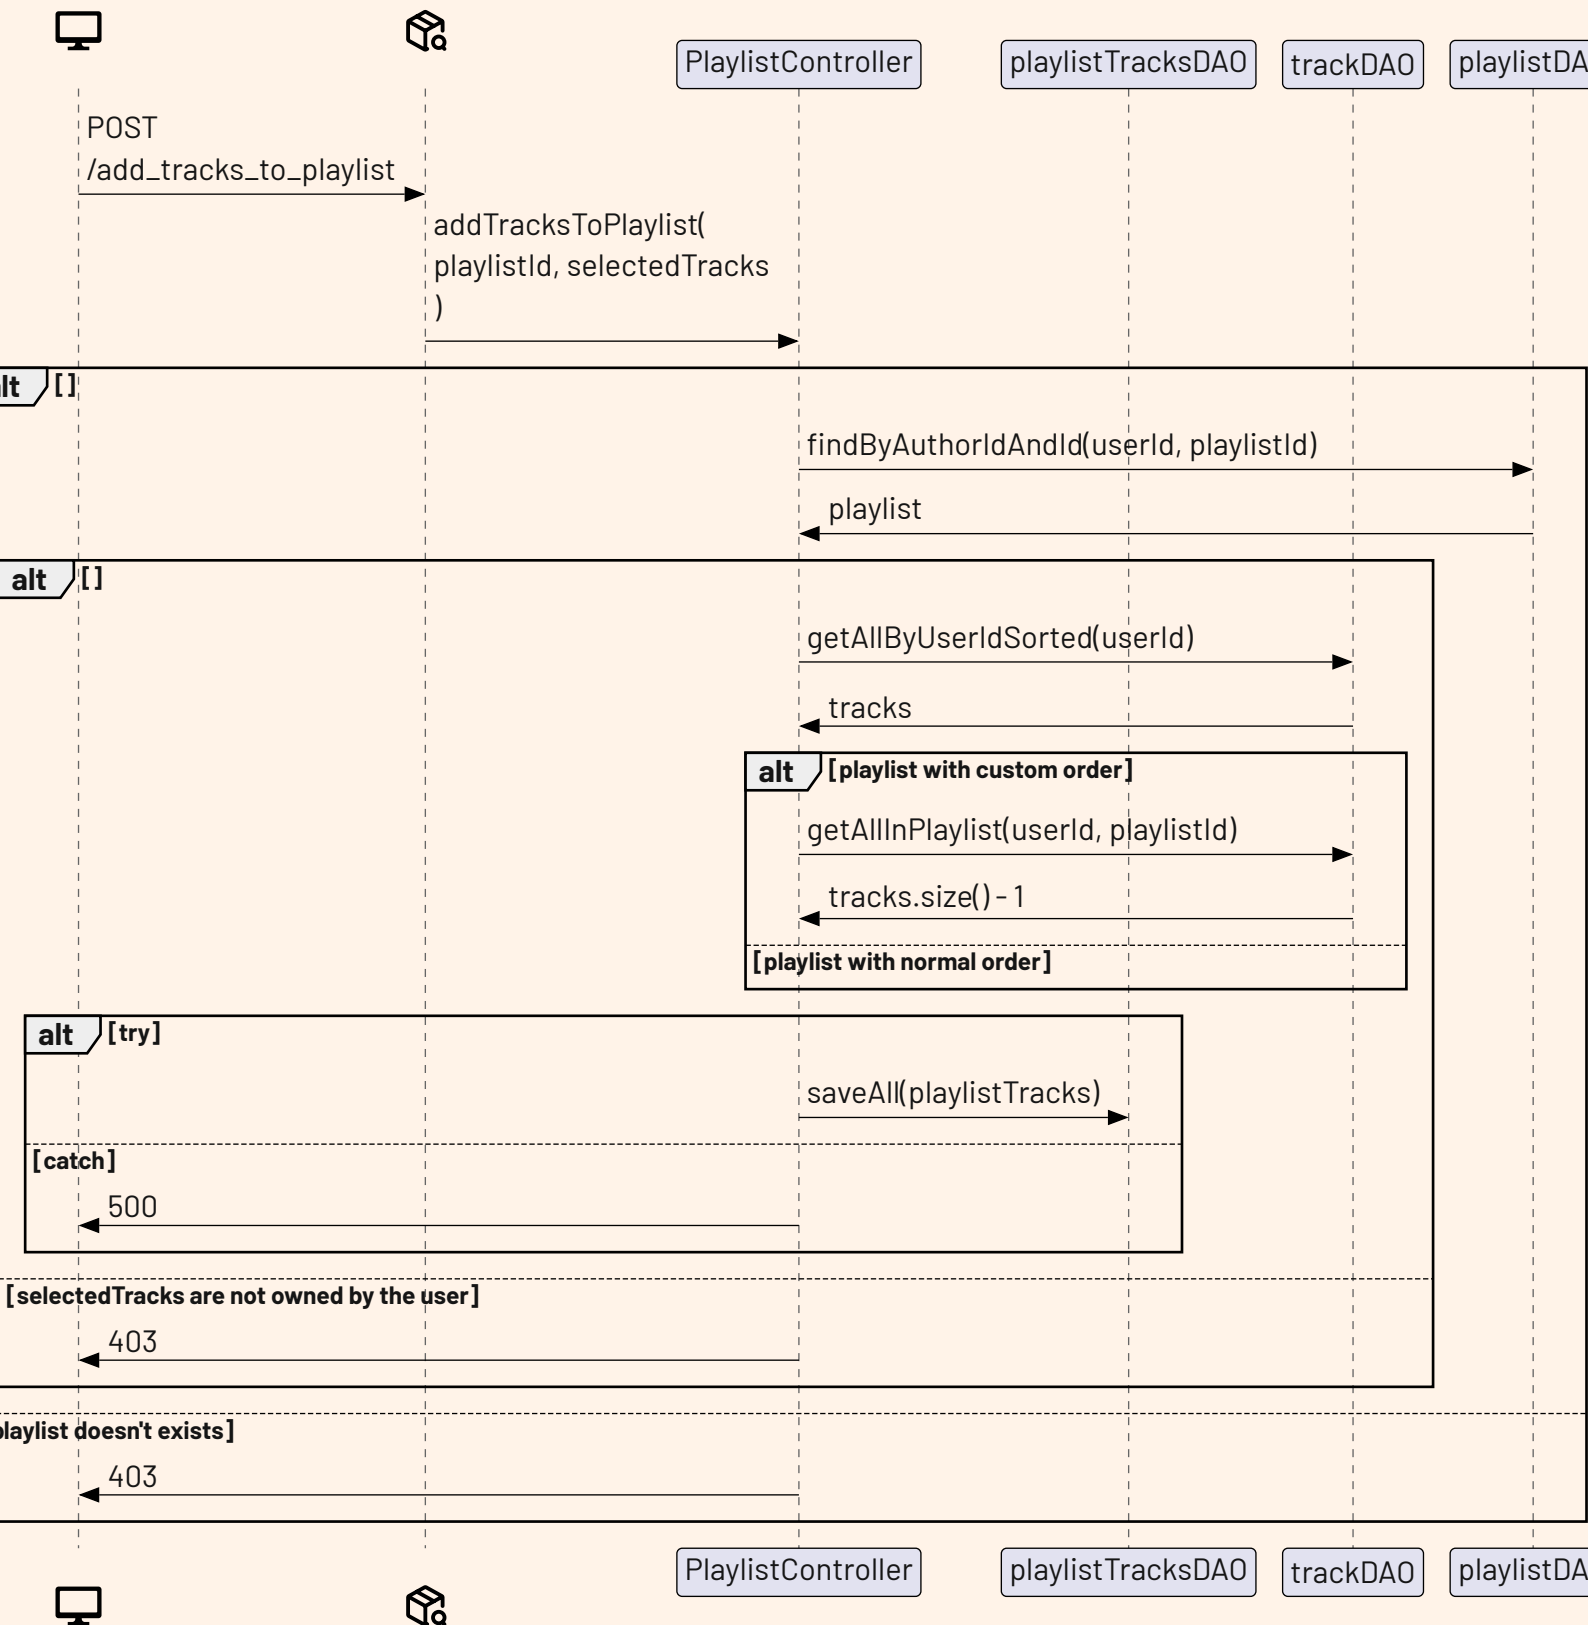 PlaylistController playlistTracksDAO trackDAO playlistDA
POST
/add_tracks_to_playlist
addTracksToPlaylist(
playlistId, selectedTracks
)
alt []
findByAuthorIdAndId(userId, playlistId)
playlist
alt []
getAllByUserIdSorted(userId)
tracks
alt [playlist with custom order]
getAllInPlaylist(userId, playlistId)
tracks.size() - 1
[playlist with normal order]
alt [try]
saveAll(playlistTracks)
[catch]
500
[selectedTracks are not owned by the user]
403
playlist doesn't exists]
403
PlaylistController playlistTracksDAO trackDAO playlistDA